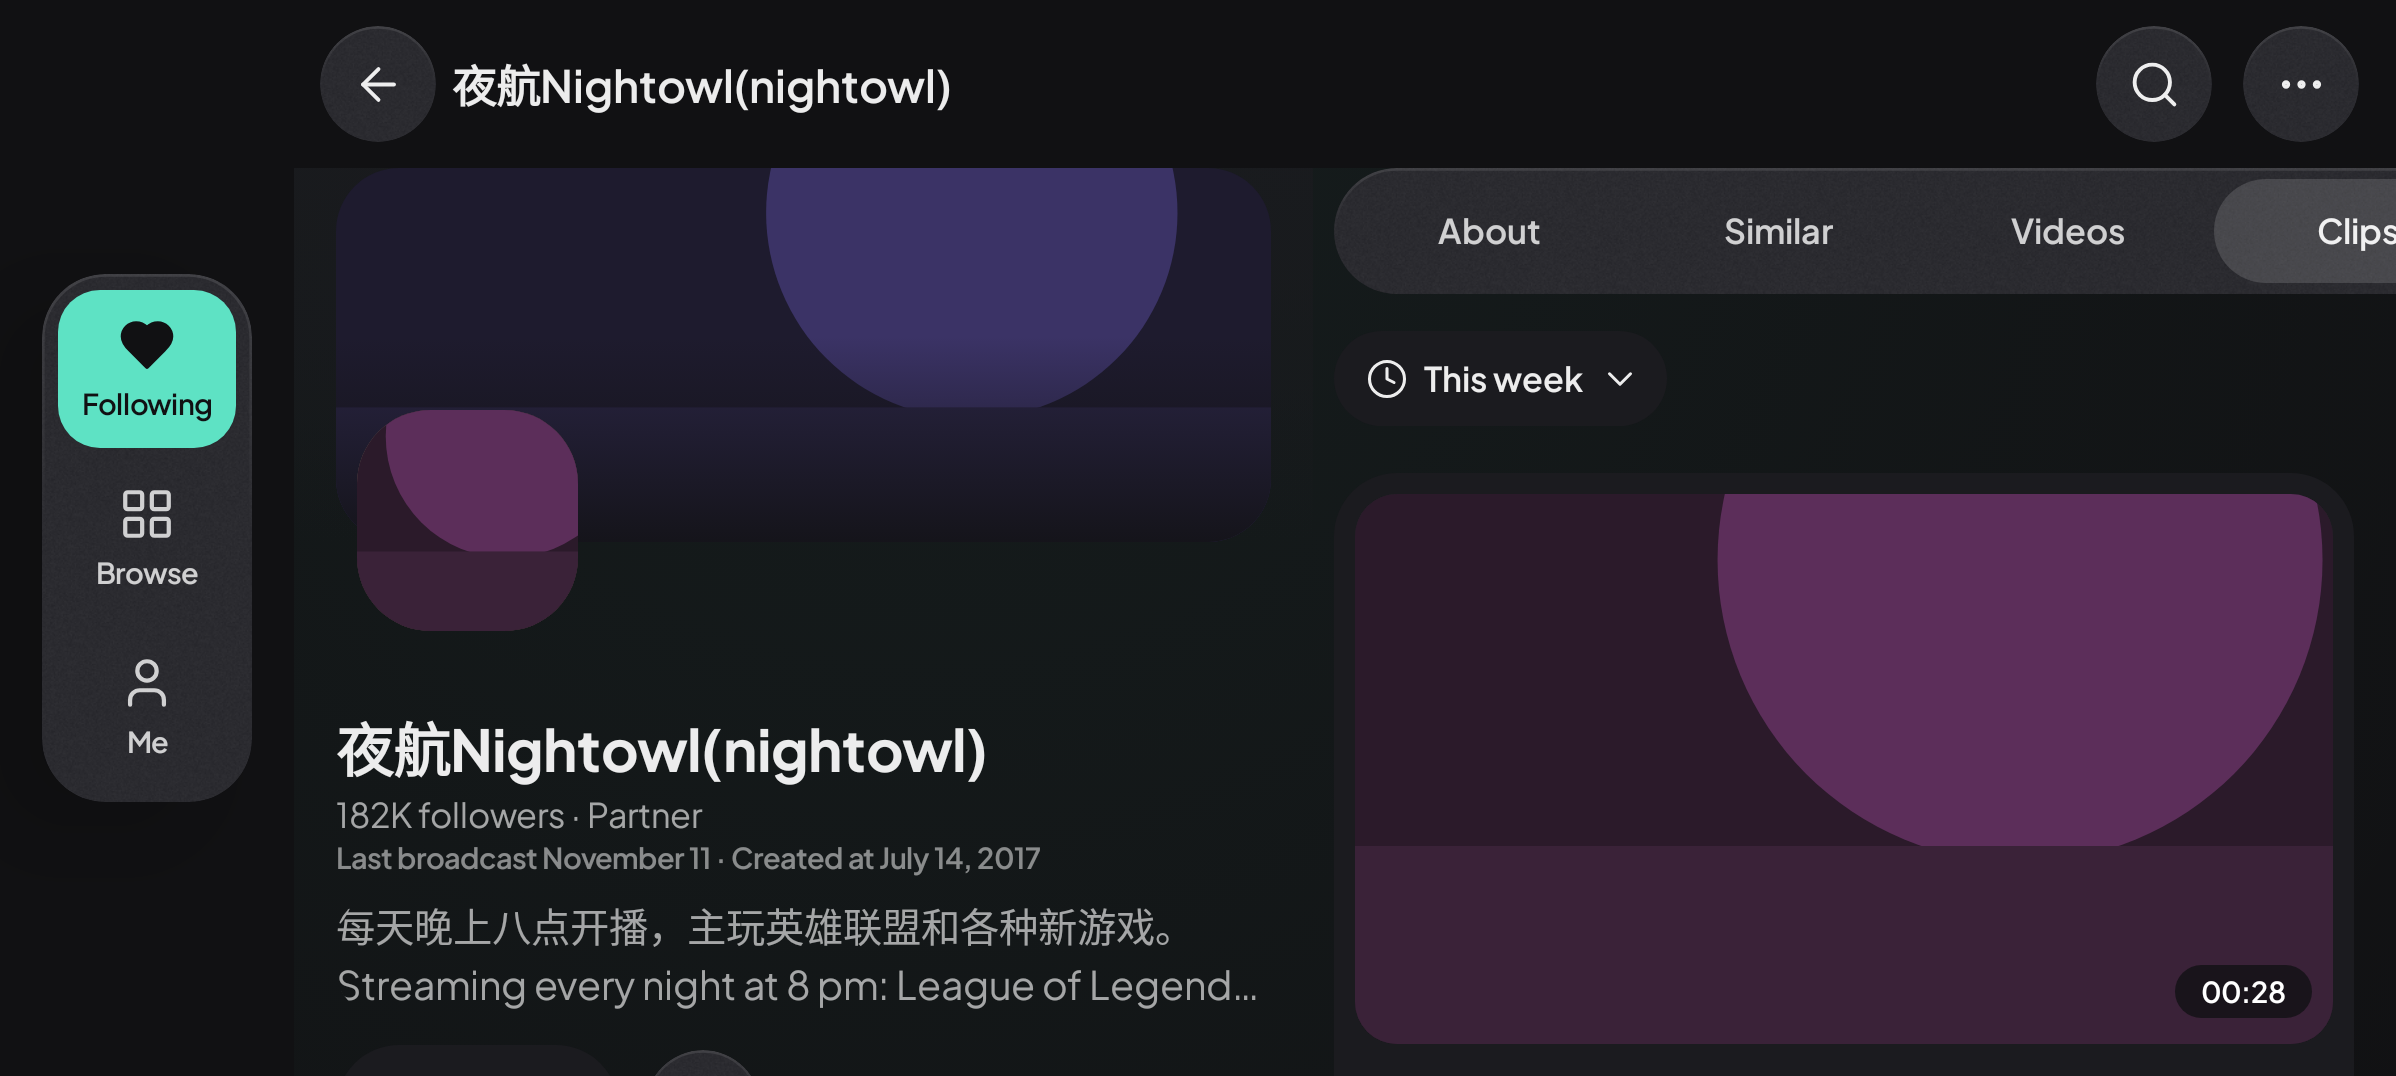 夜航Nightowl(nightowl)
Following
Browse
Me
夜航Nightowl(nightowl)
182K followers · Partner
Last broadcast November 11 · Created at July 14, 2017
每天晚上八点开播，主玩英雄联盟和各种新游戏。
Streaming every night at 8 pm: League of Legend...
About Similar Videos Clips
This week
00:28